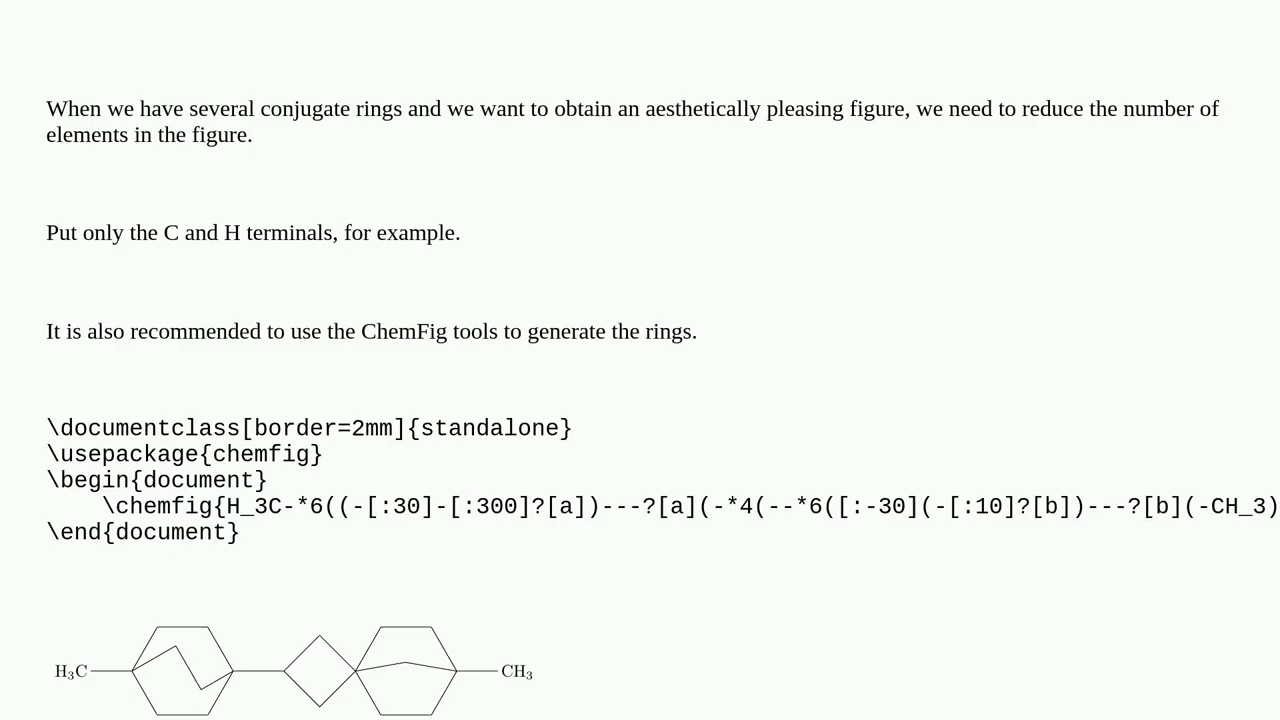 When we have several conjugate rings and we want to obtain an aesthetically pleasing figure, we need to reduce the number of
elements in the figure.
Put only the C and H terminals, for example.
It is also recommended to use the ChemFig tools to generate the rings.
\documentclass[border=2mm]{standalone}
\usepackage{chemfig}
\begin{document}
    \chemfig{H_3C-*6((-[:30]-[:300]?[a])---?[a](-*4(--*6([:-30](-[:10]?[b])---?[b](-CH_3)
\end{document}
H₃C CH₃